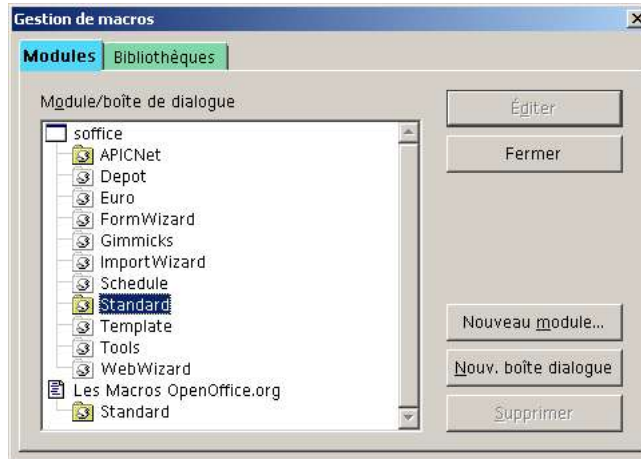 Gestion de macros
Modules
Bibliothèques
Module/boîte de dialogue
soffice
APICNet
Depot
Euro
FormWizard
Gimmicks
ImportWizard
Schedule
Standard
Template
Tools
WebWizard
Les Macros OpenOffice.org
Standard
Éditer
Fermer
Nouveau module...
Nouv. boîte dialogue
Supprimer